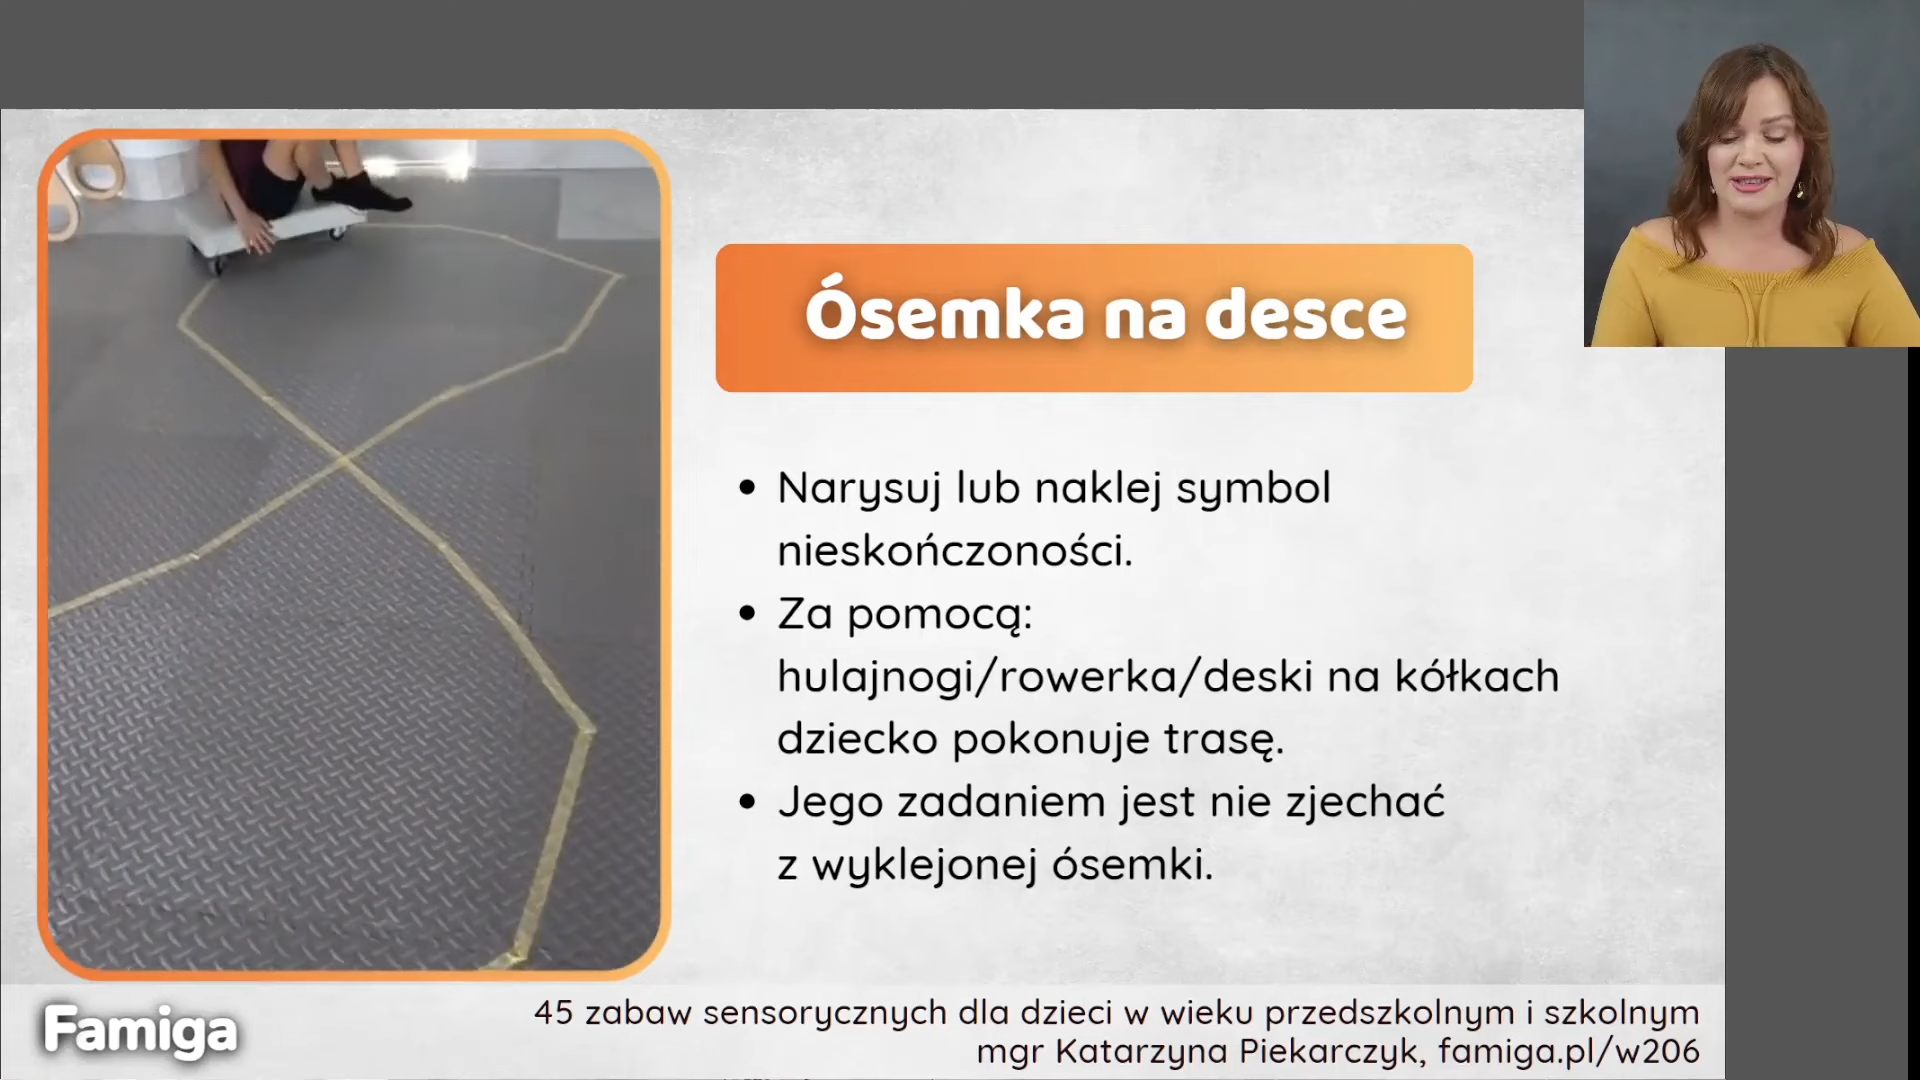 Ósemka na desce
• Narysuj lub naklej symbol
nieskończoności.
• Za pomocą:
hulajnogi/rowerka/deski na kółkach
dziecko pokonuje trasę.
• Jego zadaniem jest nie zjechać
z wyklejonej ósemki.
Famiga
45 zabaw sensorycznych dla dzieci w wieku przedszkolnym i szkolnym
mgr Katarzyna Piekarczyk, famiga.pl/w206